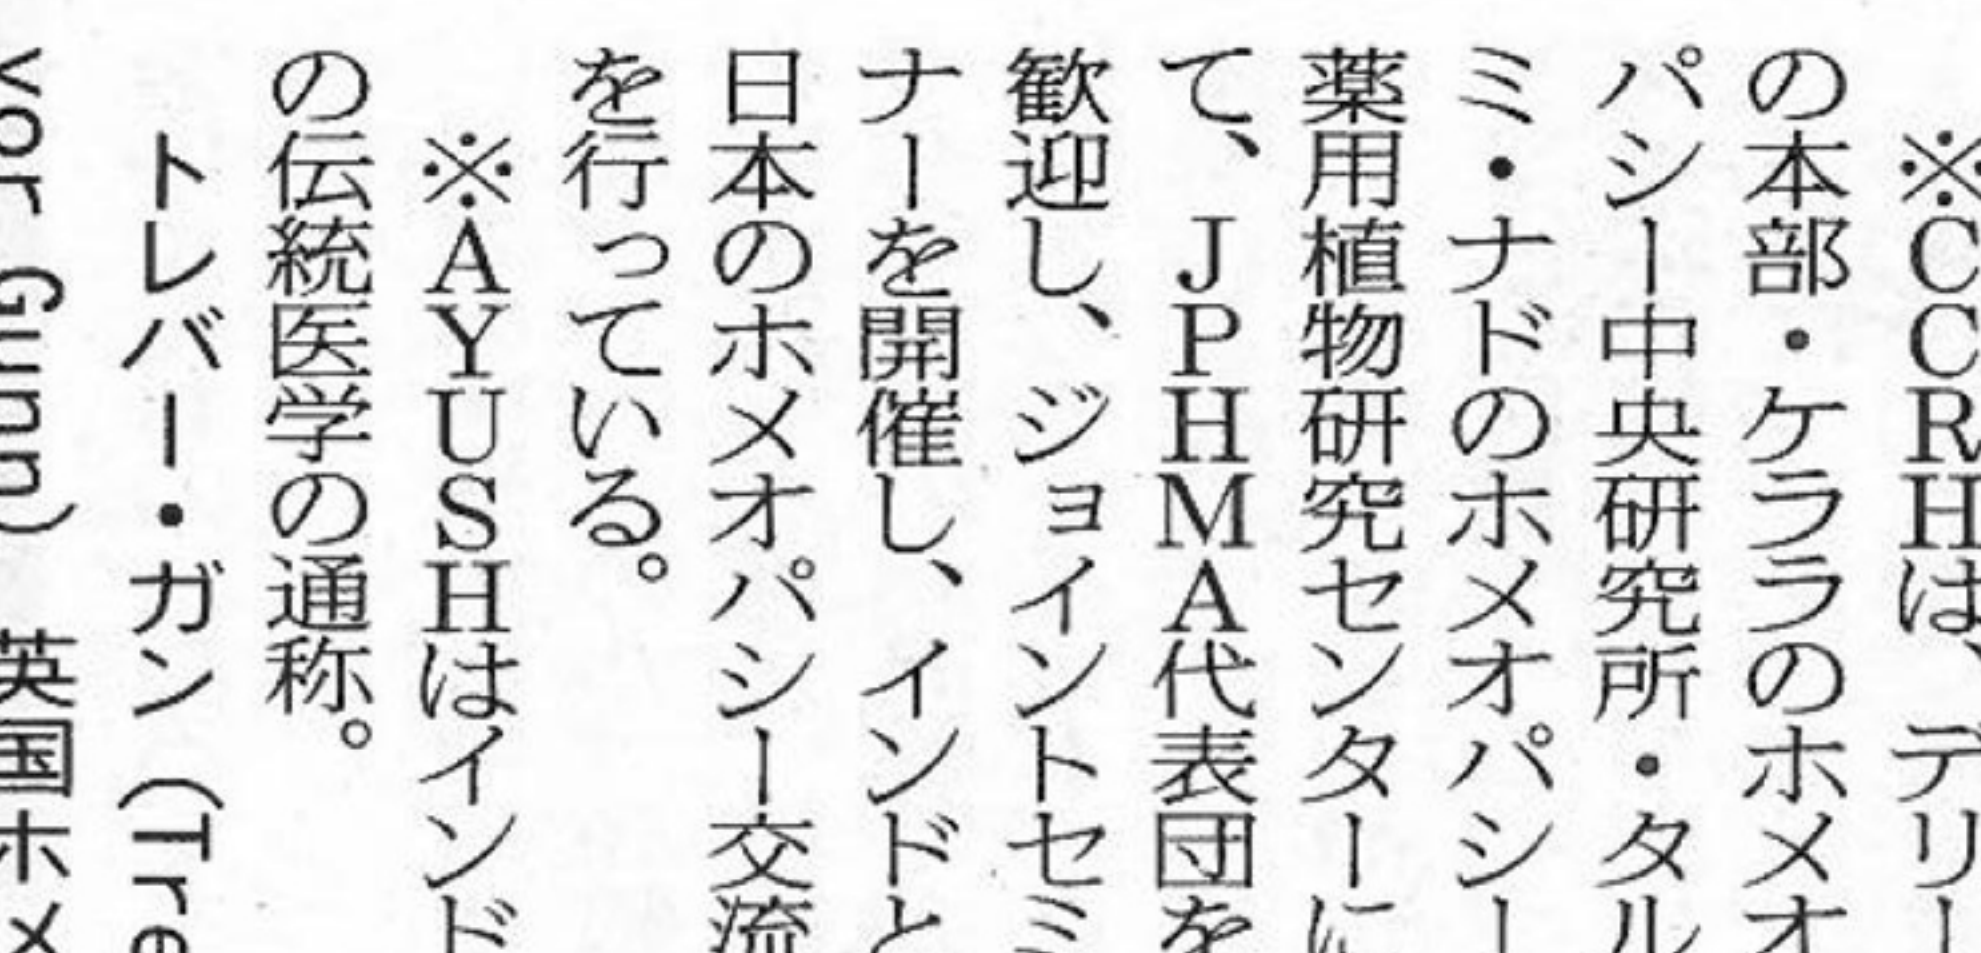 ※CCRHは、デリー
の本部・ケララのホメオ
パシー中央研究所・タル
ミ・ナドのホメオパシー
薬用植物研究センターに
て、JPHMA代表団を
歓迎し、ジョイントセミ
ナーを開催し、インドと
日本のホメオパシー交流
を行っている。
※AYUSHはインド
の伝統医学の通称。
トレバー・ガン(Tre
vor Gunn) 英国ホメ